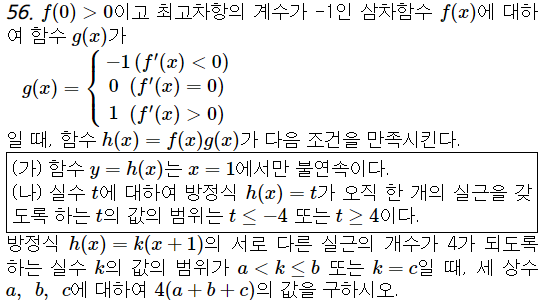 56. f(0) > 0이고 최고차항의 계수가 -1인 삼차함수 f(x)에 대하
여 함수 g(x)가
g(x) = { -1 (f′(x) < 0)
0 (f′(x) = 0)
1 (f′(x) > 0)
일 때, 함수 h(x) = f(x)g(x)가 다음 조건을 만족시킨다.
(가) 함수 y = h(x)는 x = 1에서만 불연속이다.
(나) 실수 t에 대하여 방정식 h(x) = t가 오직 한 개의 실근을 갖
도록 하는 t의 값의 범위는 t ≤ -4 또는 t ≥ 4이다.
방정식 h(x) = k(x+1)의 서로 다른 실근의 개수가 4가 되도록
하는 실수 k의 값의 범위가 a < k ≤ b 또는 k = c일 때, 세 상수
a, b, c에 대하여 4(a+b+c)의 값을 구하시오.